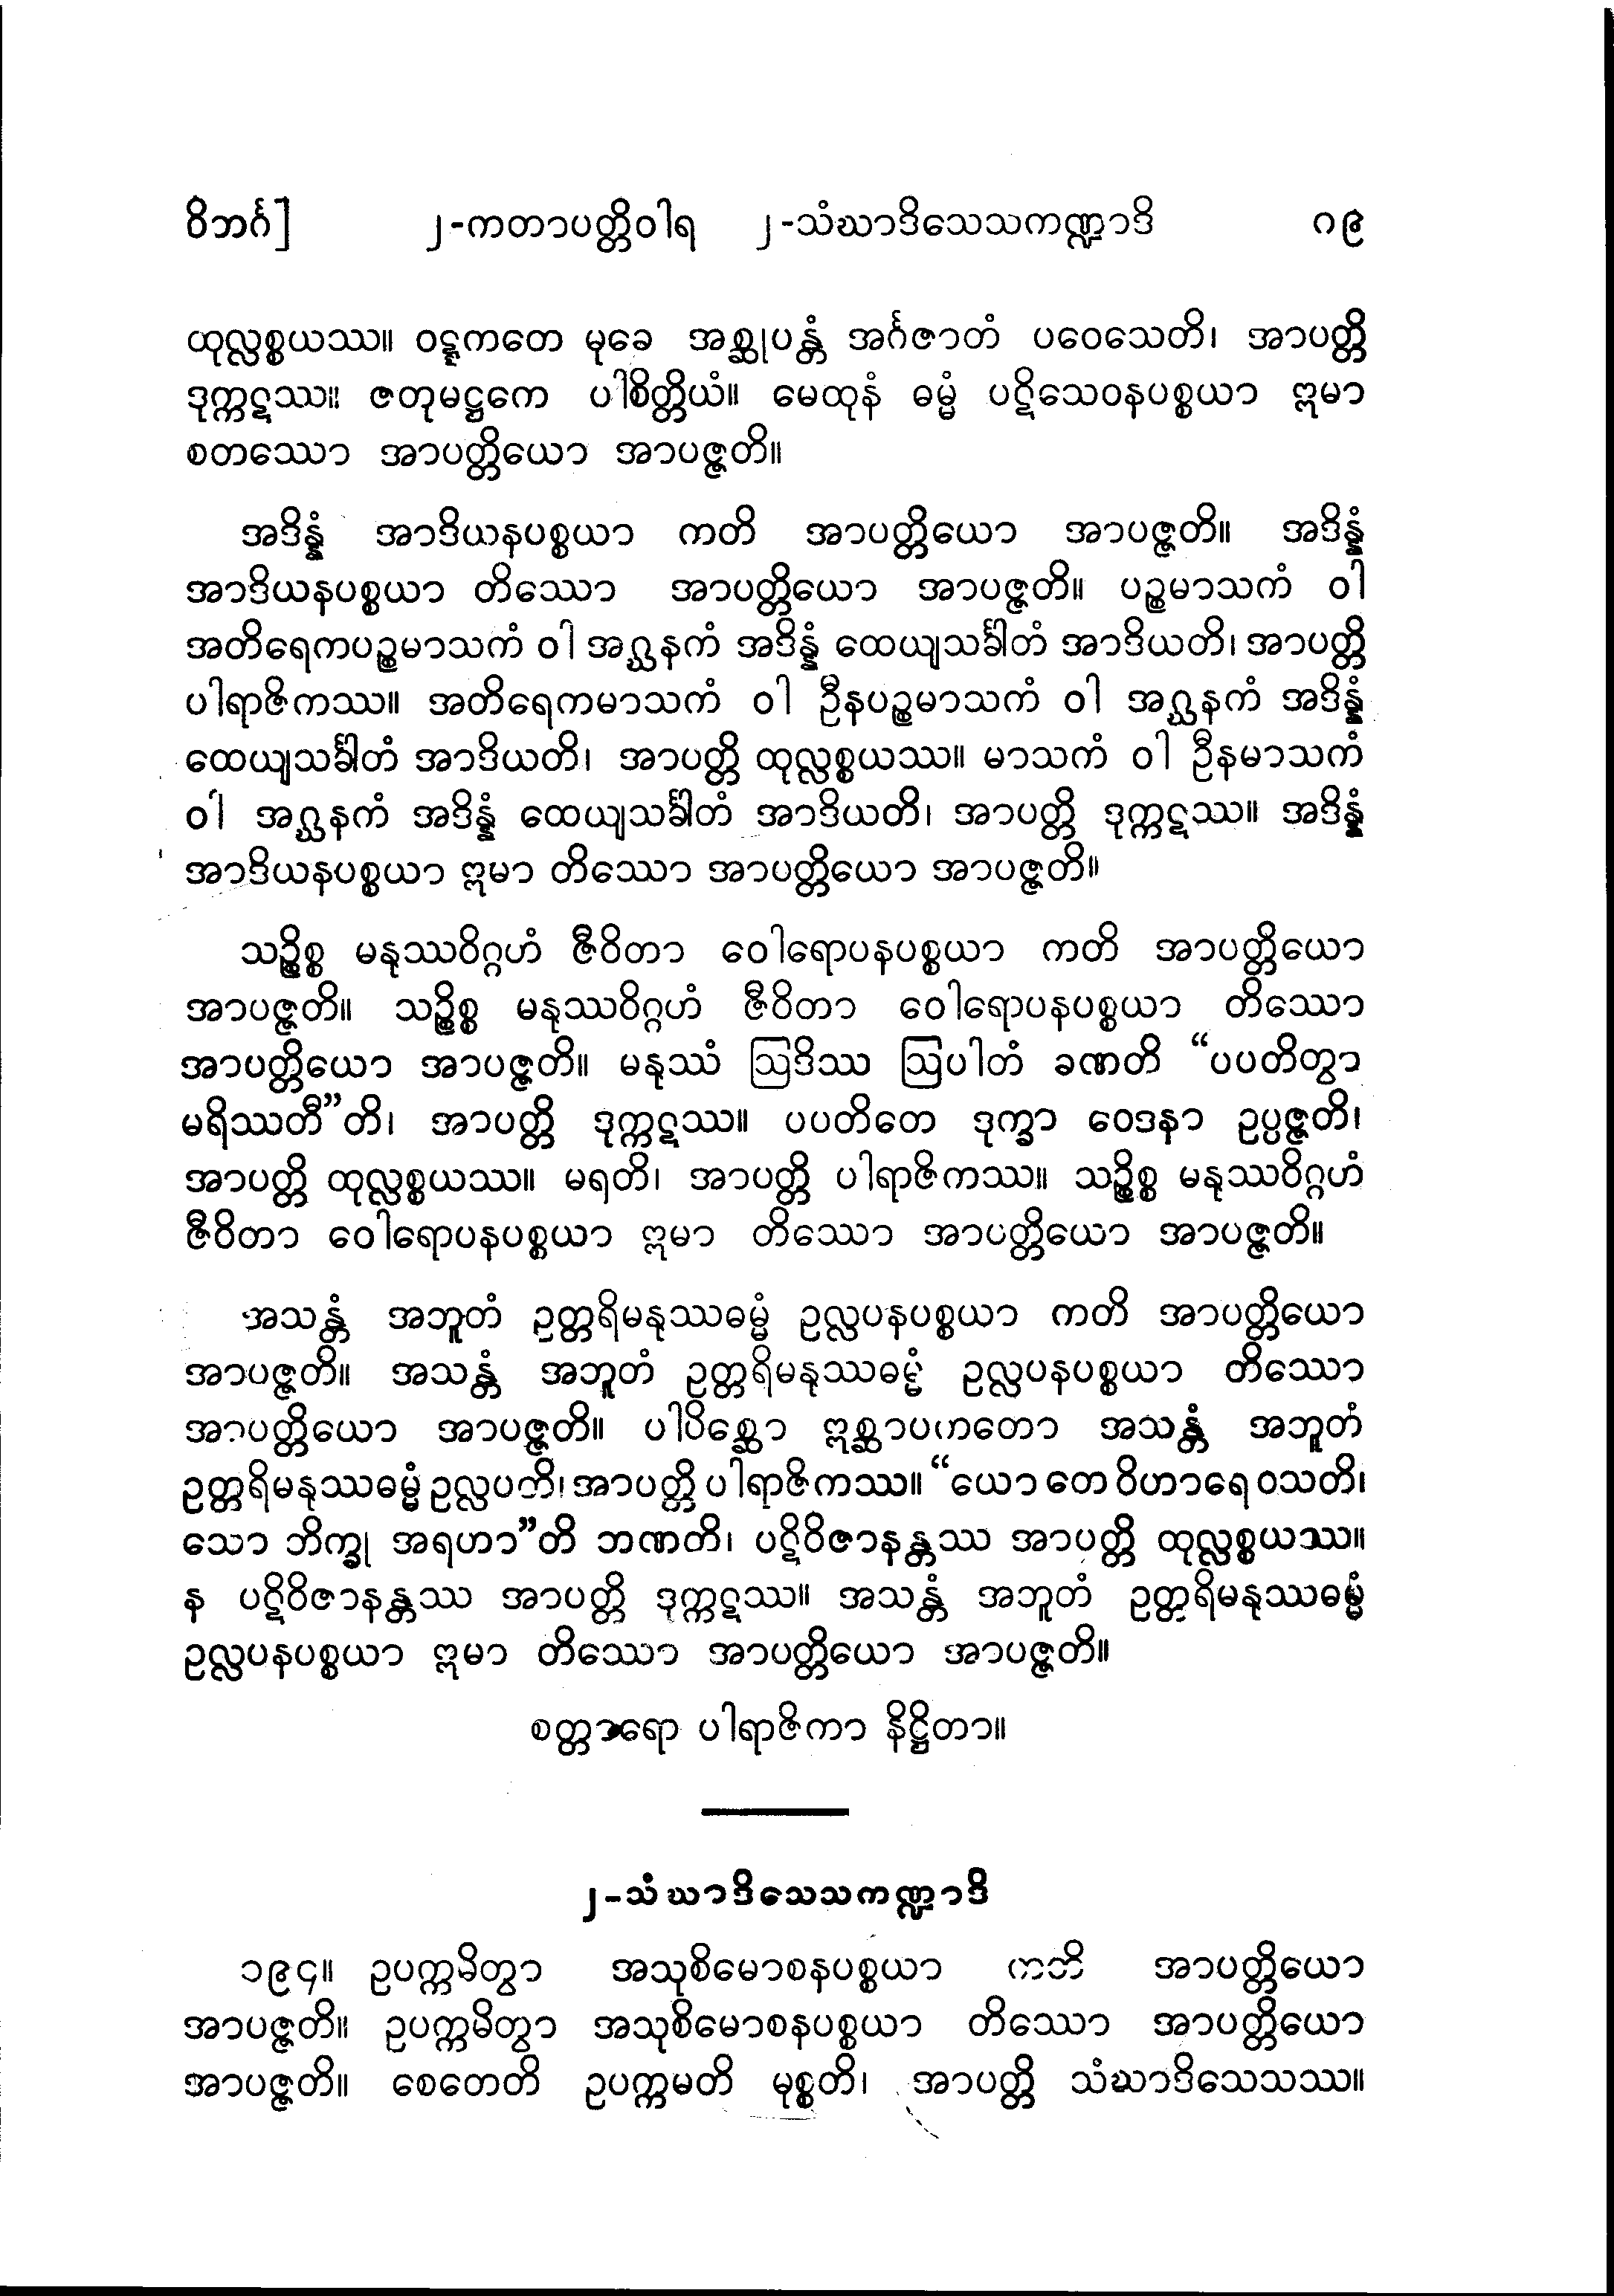 ဝိဘင်္ဂ] ၂-ကတာပတ္တိဝါရ ၂-သံဃာဒိသေသကဏ္ဍာဒိ ၈၉
ထုလ္လစ္စယဿ။ ဝဋ္ဋကတေ မုခေ အစ္ဆုပန္တံ အင်္ဂဇာတံ ပဝေသေတိ၊ အာပတ္တိ
ဒုက္ကဋဿ။ ဇတုမဋ္ဌကေ ပါစိတ္တိယံ။ မေထုနံ ဓမ္မံ ပဋိသေဝနပစ္စယာ ဣမာ
စတဿော အာပတ္တိယော အာပဇ္ဇတိ။
အဒိန္နံ အာဒိယနပစ္စယာ ကတိ အာပတ္တိယော အာပဇ္ဇတိ။ အဒိန္နံ
အာဒိယနပစ္စယာ တိဿော အာပတ္တိယော အာပဇ္ဇတိ။ ပဉ္စမာသကံ ဝါ
အတိရေကပဉ္စမာသကံ ဝါ အဂ္ဃနကံ အဒိန္နံ ထေယျသင်္ခါတံ အာဒိယတိ၊ အာပတ္တိ
ပါရာဇိကဿ။ အတိရေကမာသကံ ဝါ ဦနပဉ္စမာသကံ ဝါ အဂ္ဃနကံ အဒိန္နံ
ထေယျသင်္ခါတံ အာဒိယတိ၊ အာပတ္တိ ထုလ္လစ္စယဿ။ မာသကံ ဝါ ဦနမာသကံ
ဝါ အဂ္ဃနကံ အဒိန္နံ ထေယျသင်္ခါတံ အာဒိယတိ၊ အာပတ္တိ ဒုက္ကဋဿ။ အဒိန္နံ
အာဒိယနပစ္စယာ ဣမာ တိဿော အာပတ္တိယော အာပဇ္ဇတိ။
သဉ္စိစ္စ မနုဿဝိဂ္ဂဟံ ဇီဝိတာ ဝေါရောပနပစ္စယာ ကတိ အာပတ္တိယော
အာပဇ္ဇတိ။ သဉ္စိစ္စ မနုဿဝိဂ္ဂဟံ ဇီဝိတာ ဝေါရောပနပစ္စယာ တိဿော
အာပတ္တိယော အာပဇ္ဇတိ။ မနုဿံ ဩဒိဿ ဩပါတံ ခဏတိ “ပပတိတွာ
မရိဿတီ”တိ၊ အာပတ္တိ ဒုက္ကဋဿ။ ပပတိတေ ဒုက္ခာ ဝေဒနာ ဥပ္ပဇ္ဇတိ၊
အာပတ္တိ ထုလ္လစ္စယဿ။ မရတိ၊ အာပတ္တိ ပါရာဇိကဿ။ သဉ္စိစ္စ မနုဿဝိဂ္ဂဟံ
ဇီဝိတာ ဝေါရောပနပစ္စယာ ဣမာ တိဿော အာပတ္တိယော အာပဇ္ဇတိ။
အသန္တံ အဘူတံ ဥတ္တရိမနုဿဓမ္မံ ဥလ္လပနပစ္စယာ ကတိ အာပတ္တိယော
အာပဇ္ဇတိ။ အသန္တံ အဘူတံ ဥတ္တရိမနုဿဓမ္မံ ဥလ္လပနပစ္စယာ တိဿော
အာပတ္တိယော အာပဇ္ဇတိ။ ပါပိစ္ဆော ဣစ္ဆာပကတော အသန္တံ အဘူတံ
ဥတ္တရိမနုဿဓမ္မံ ဥလ္လပတိ၊ အာပတ္တိ ပါရာဇိကဿ။ “ယော တေ ဝိဟာရေ ဝသတိ၊
သော ဘိက္ခု အရဟာ”တိ ဘဏတိ၊ ပဋိဝိဇာနန္တဿ အာပတ္တိ ထုလ္လစ္စယဿ။
န ပဋိဝိဇာနန္တဿ အာပတ္တိ ဒုက္ကဋဿ။ အသန္တံ အဘူတံ ဥတ္တရိမနုဿဓမ္မံ
ဥလ္လပနပစ္စယာ ဣမာ တိဿော အာပတ္တိယော အာပဇ္ဇတိ။
စတ္တာရော ပါရာဇိကာ နိဋ္ဌိတာ။
၂-သံဃာဒိသေသကဏ္ဍာဒိ
၁၉၄။ ဥပက္ကမိတွာ အသုစိမောစနပစ္စယာ ကတိ အာပတ္တိယော
အာပဇ္ဇတိ။ ဥပက္ကမိတွာ အသုစိမောစနပစ္စယာ တိဿော အာပတ္တိယော
အာပဇ္ဇတိ။ စေတေတိ ဥပက္ကမတိ မုစ္စတိ၊ အာပတ္တိ သံဃာဒိသေသဿ။